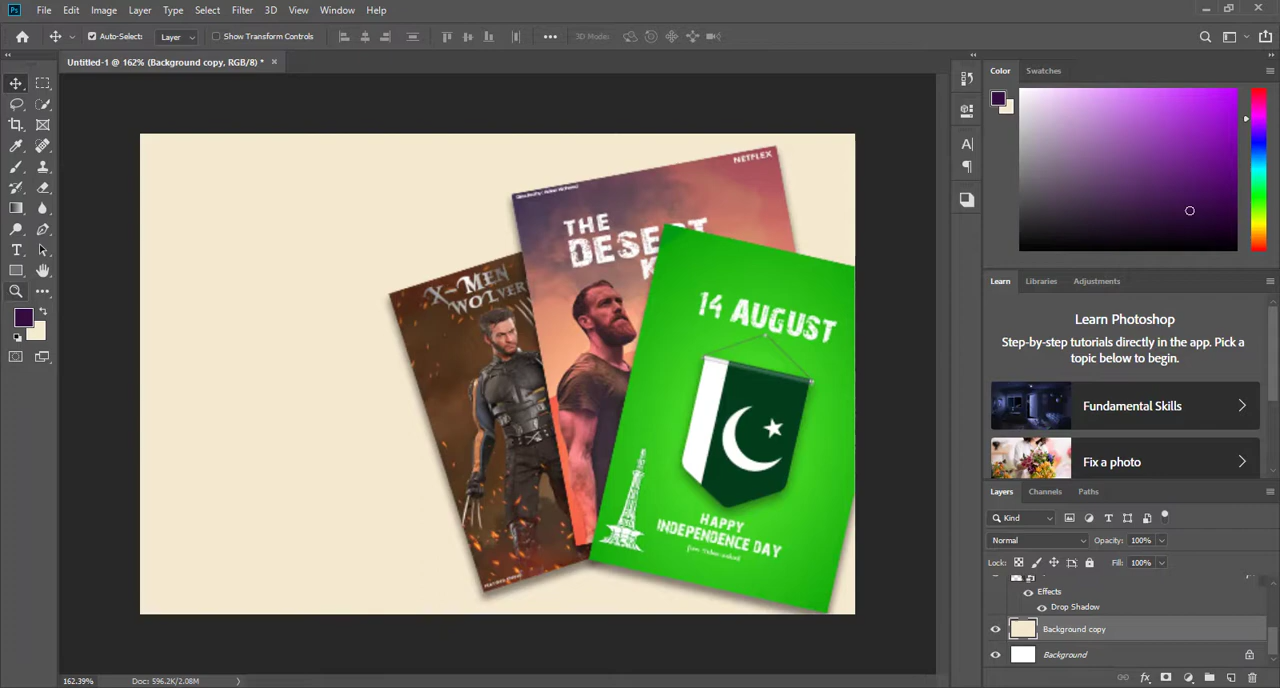 File Edit Image Layer Type Select Filter 3D View Window Help
Auto-Select: Layer Show Transform Controls 3D Mode:
Untitled-1 @ 162% (Background copy, RGB/8) *
Color Swatches
NETFLEX
THE
DESERT
K
X-MEN
WOLVER
14 AUGUST
HAPPY
INDEPENDENCE DAY
Learn Libraries Adjustments
Learn Photoshop
Step-by-step tutorials directly in the app. Pick a
topic below to begin.
Fundamental Skills
Fix a photo
Layers Channels Paths
Kind
Normal Opacity: 100%
Lock: Fill: 100%
Effects
Drop Shadow
Background copy
Background
162.39% Doc: 596.2K/2.08M